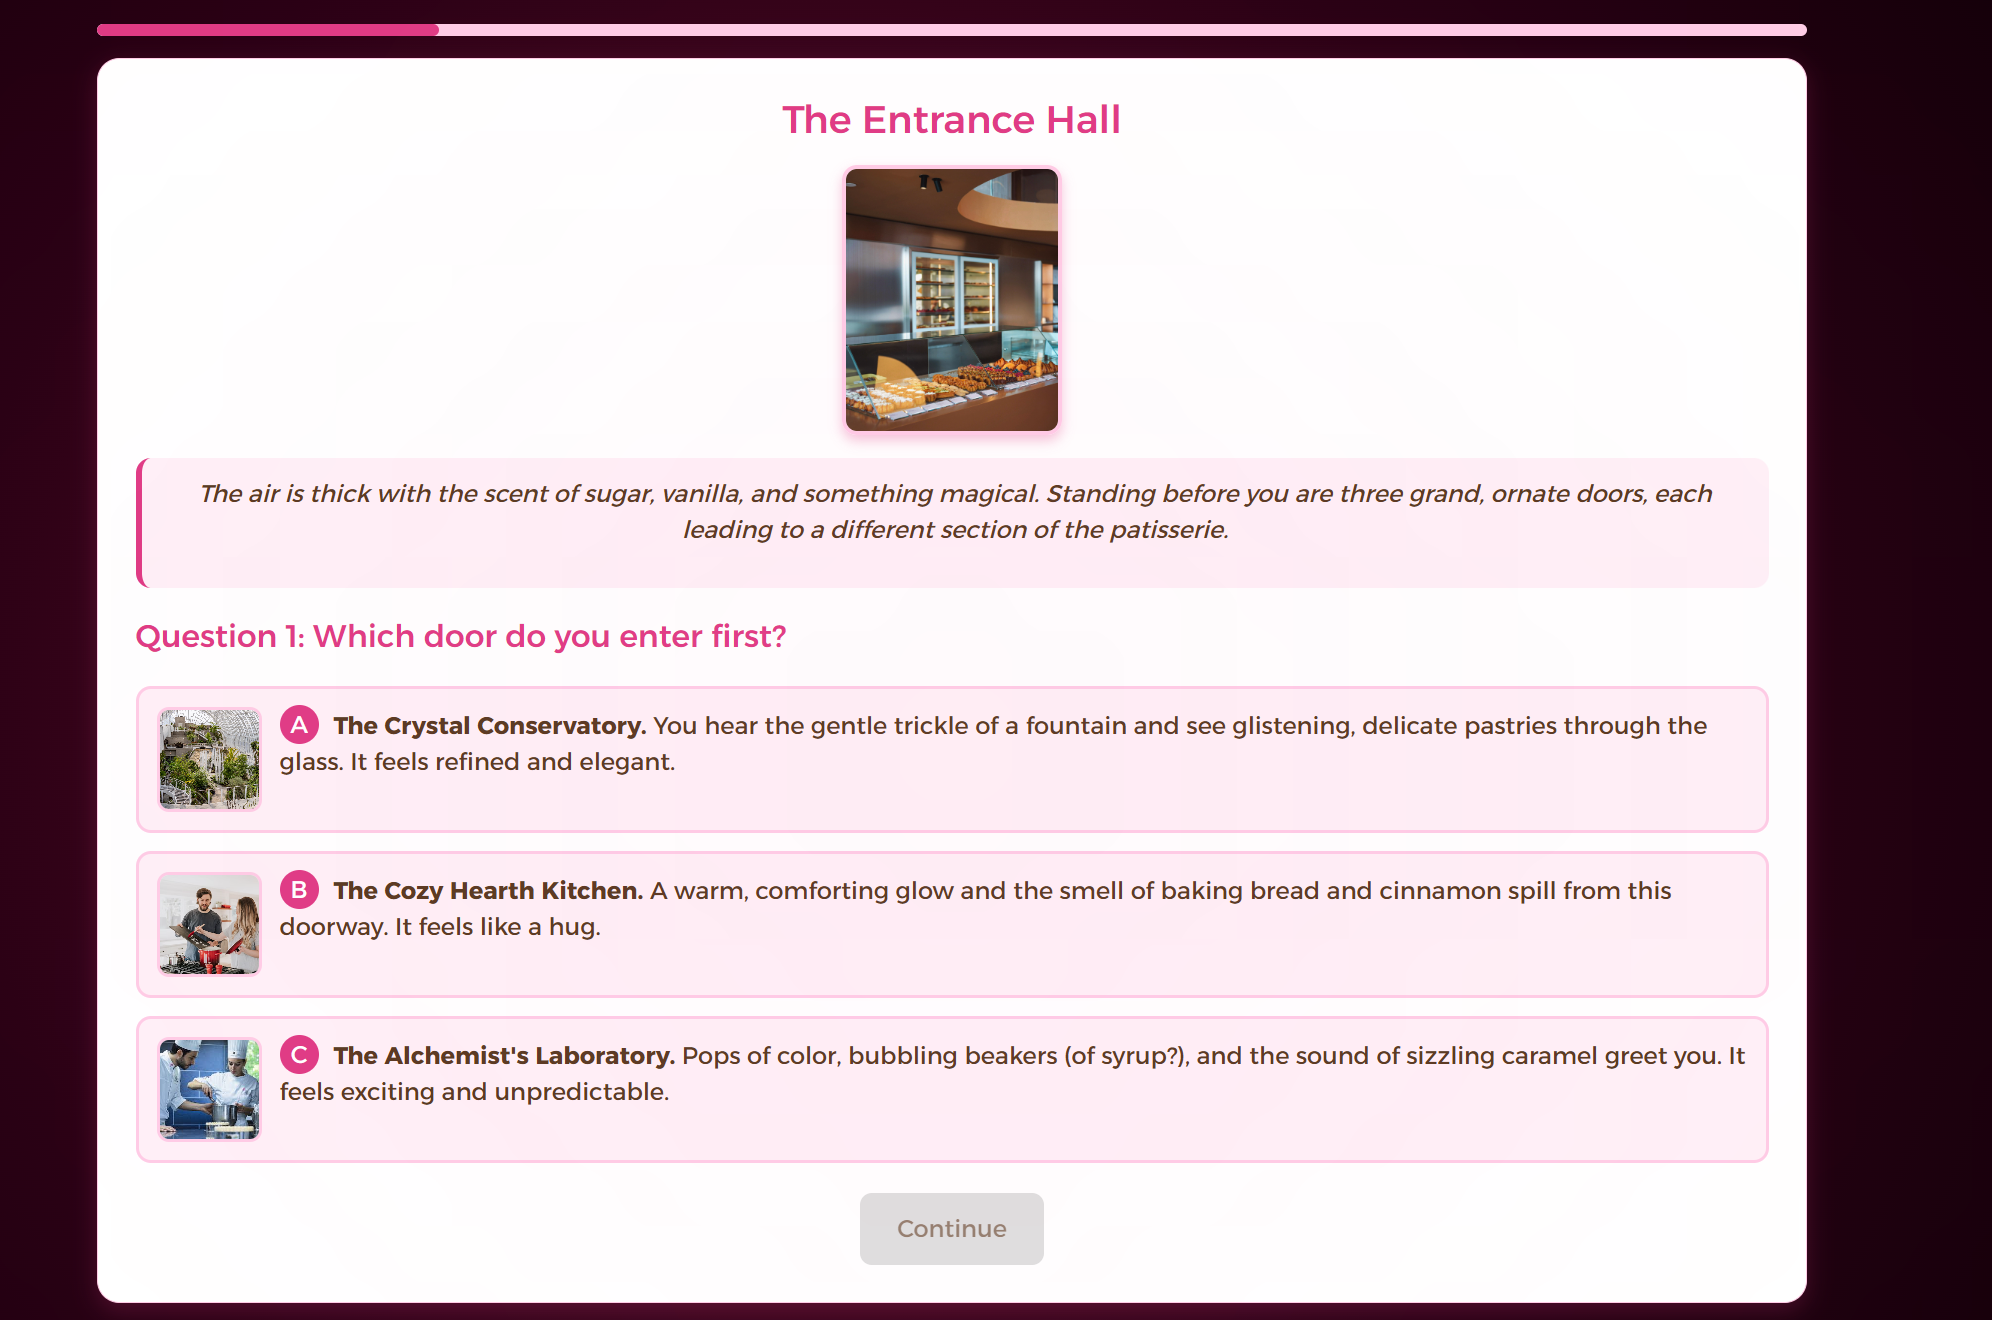 The Entrance Hall
The air is thick with the scent of sugar, vanilla, and something magical. Standing before you are three grand, ornate doors, each
leading to a different section of the patisserie.
Question 1: Which door do you enter first?
A The Crystal Conservatory. You hear the gentle trickle of a fountain and see glistening, delicate pastries through the
glass. It feels refined and elegant.
B The Cozy Hearth Kitchen. A warm, comforting glow and the smell of baking bread and cinnamon spill from this
doorway. It feels like a hug.
C The Alchemist's Laboratory. Pops of color, bubbling beakers (of syrup?), and the sound of sizzling caramel greet you. It
feels exciting and unpredictable.
Continue